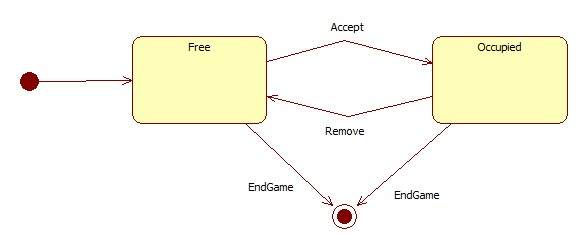 Accept
Free
Occupied
Remove
EndGame
EndGame